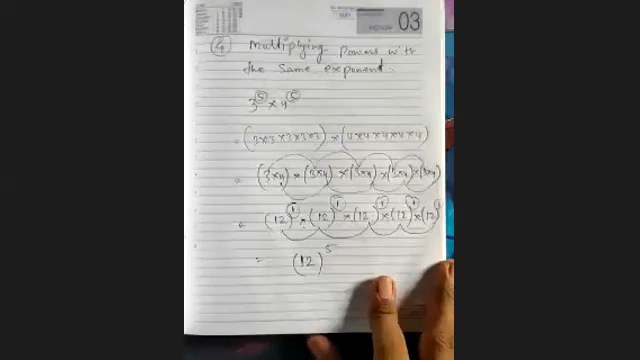 03
4 Multiplying Powers with
the same exponent.
3⁵ × 4⁵
= (3×3×3×3×3) × (4×4×4×4×4)
= (3×4) × (3×4) × (3×4) × (3×4) × (3×4)
= (12)¹ × (12)¹ × (12)¹ × (12)¹ × (12)¹
= (12)⁵